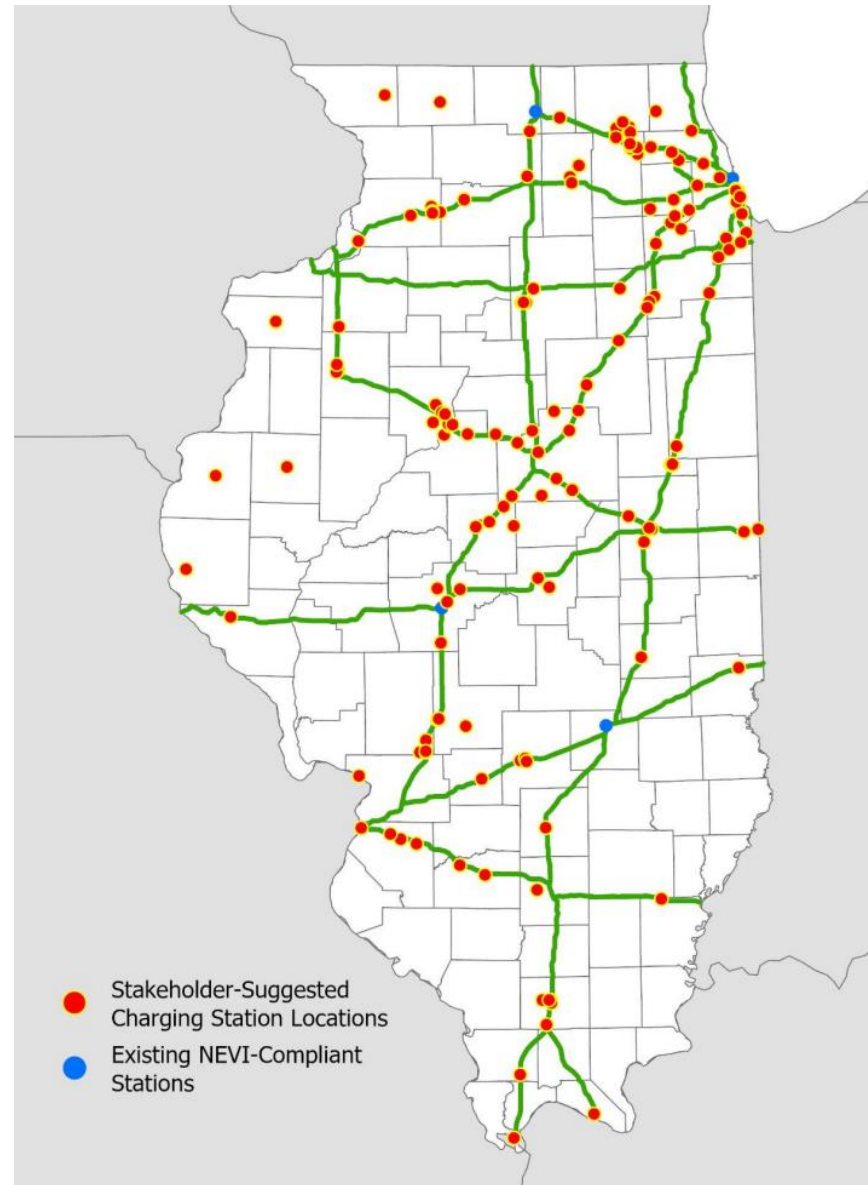 Stakeholder-Suggested
Charging Station Locations
Existing NEVI-Compliant
Stations